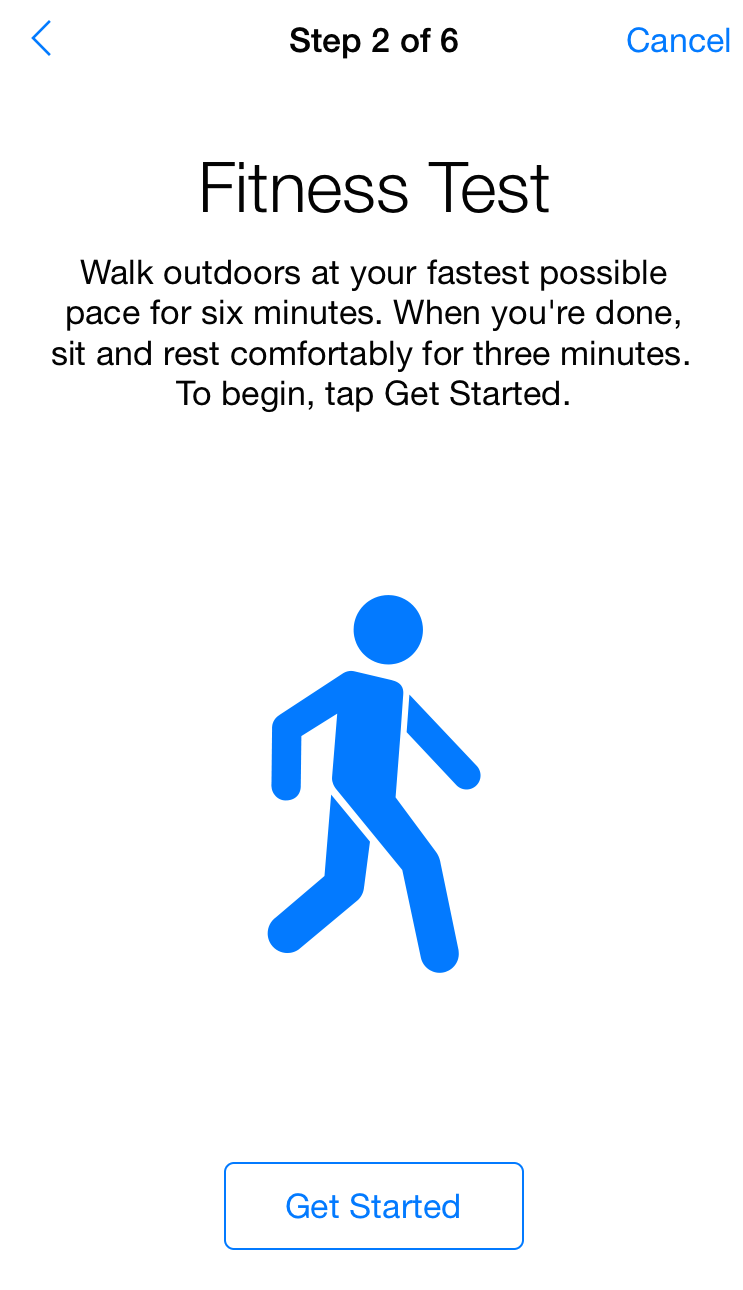 Step 2 of 6
Cancel
Fitness Test
Walk outdoors at your fastest possible
pace for six minutes. When you're done,
sit and rest comfortably for three minutes.
To begin, tap Get Started.
Get Started